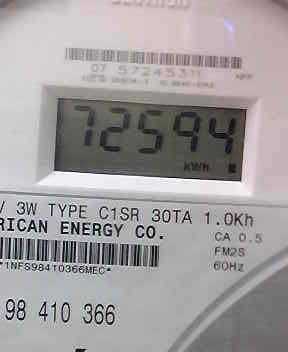 07 57245311
72594
kWH
V 3W TYPE C1SR 30TA 1.0Kh
RICAN ENERGY CO.
CA 0.5
FM2S
60Hz
*1NFS98410366MEC*
98 410 366